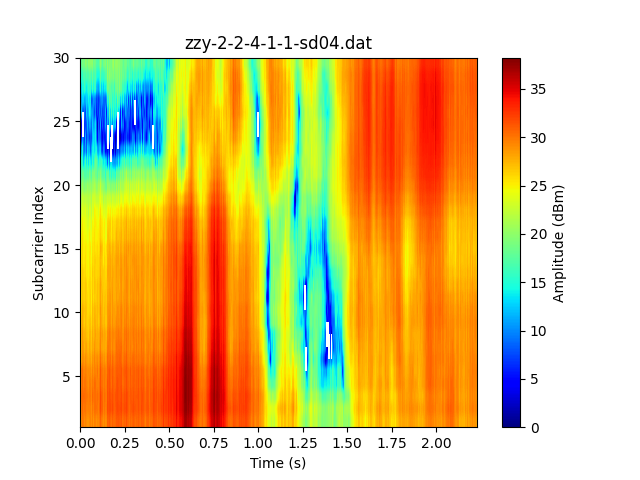 zzy-2-2-4-1-1-sd04.dat
30
25
20
15
10
5
Subcarrier Index
0.00 0.25 0.50 0.75 1.00 1.25 1.50 1.75 2.00
Time (s)
35
30
25
20
15
10
5
0
Amplitude (dBm)